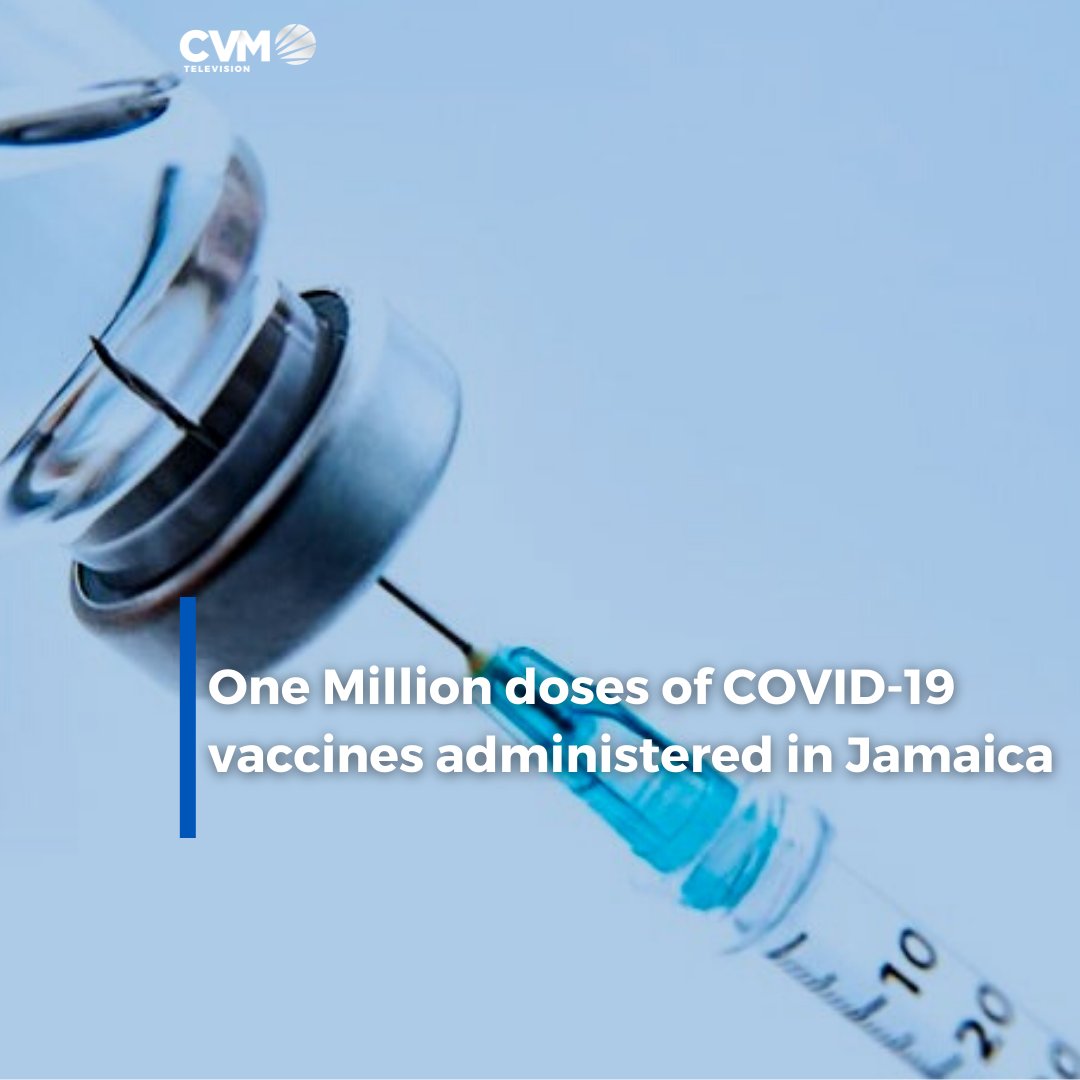 CVM
TELEVISION
One Million doses of COVID-19
vaccines administered in Jamaica
10
20